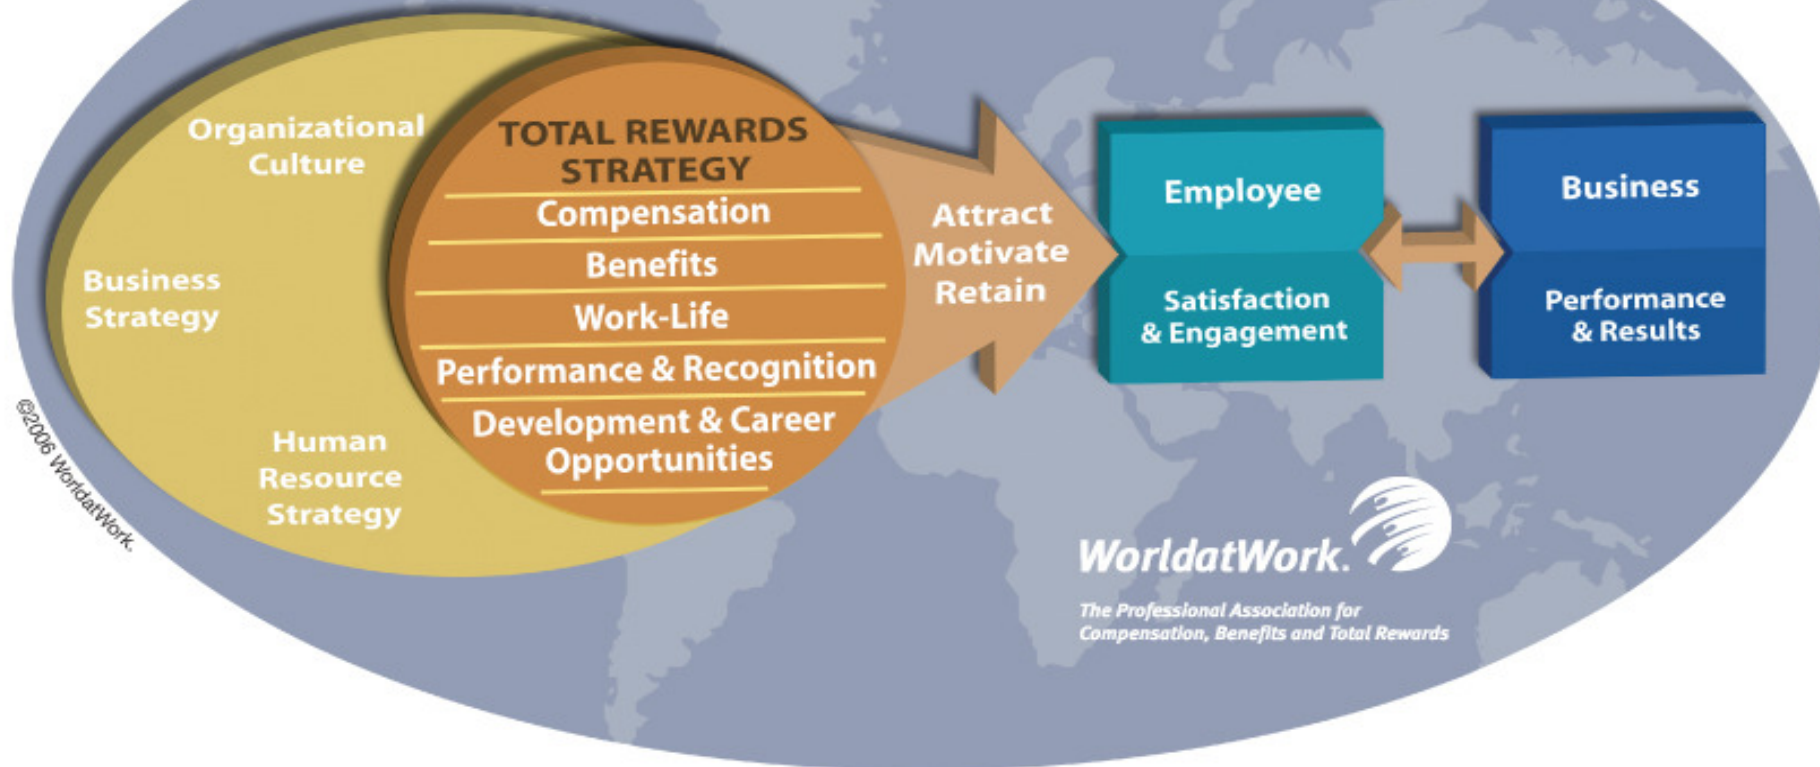 Organizational
Culture
Business
Strategy
Human
Resource
Strategy
TOTAL REWARDS
STRATEGY
Compensation
Benefits
Work-Life
Performance & Recognition
Development & Career
Opportunities
Attract
Motivate
Retain
Employee
Satisfaction
& Engagement
Business
Performance
& Results
©2006 WorldatWork.
WorldatWork.
The Professional Association for
Compensation, Benefits and Total Rewards